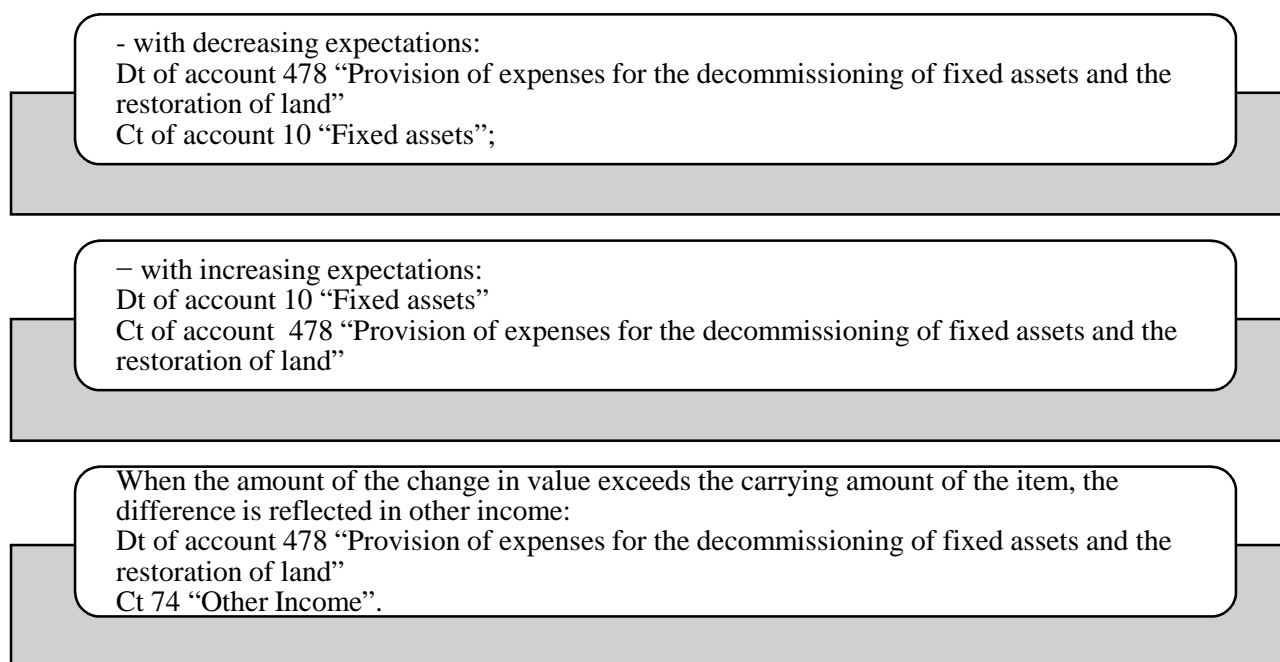 - with decreasing expectations:
Dt of account 478 “Provision of expenses for the decommissioning of fixed assets and the
restoration of land”
Ct of account 10 “Fixed assets”;
− with increasing expectations:
Dt of account 10 “Fixed assets”
Ct of account  478 “Provision of expenses for the decommissioning of fixed assets and the
restoration of land”
When the amount of the change in value exceeds the carrying amount of the item, the
difference is reflected in other income:
Dt of account 478 “Provision of expenses for the decommissioning of fixed assets and the
restoration of land”
Ct 74 “Other Income”.